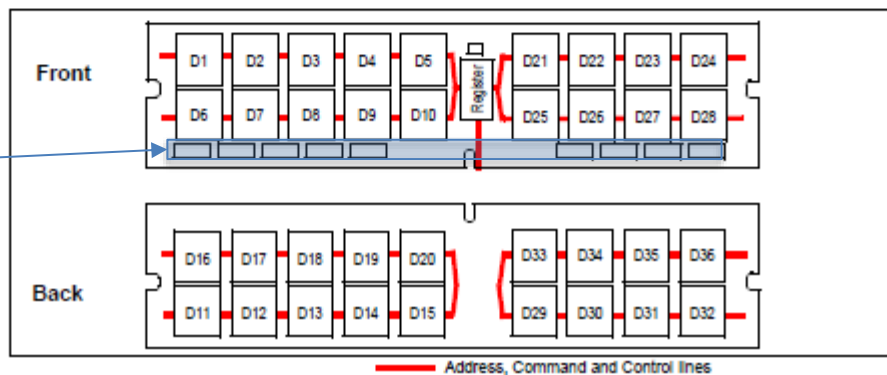 Front
D1 D2 D3 D4 D5 D21 D22 D23 D24
Register
D6 D7 D8 D9 D10 D25 D26 D27 D28
Back
D16 D17 D18 D19 D20 D33 D34 D35 D36
D11 D12 D13 D14 D15 D29 D30 D31 D32
Address, Command and Control lines